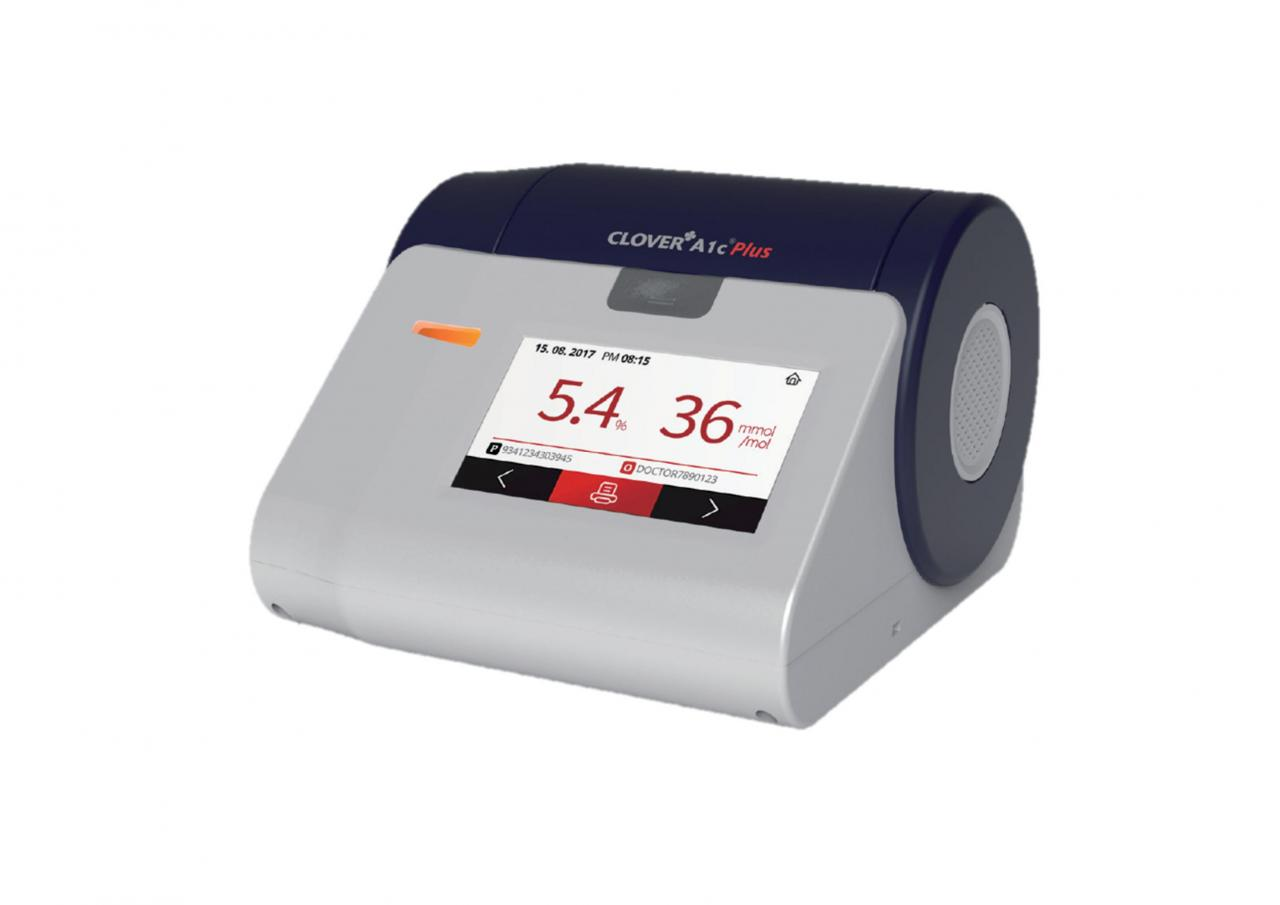 CLOVER A1c® Plus
15. 08. 2017 PM 08:15
5.4 % 36 mmol/mol
P 9341234303945 O DOCTOR7890123